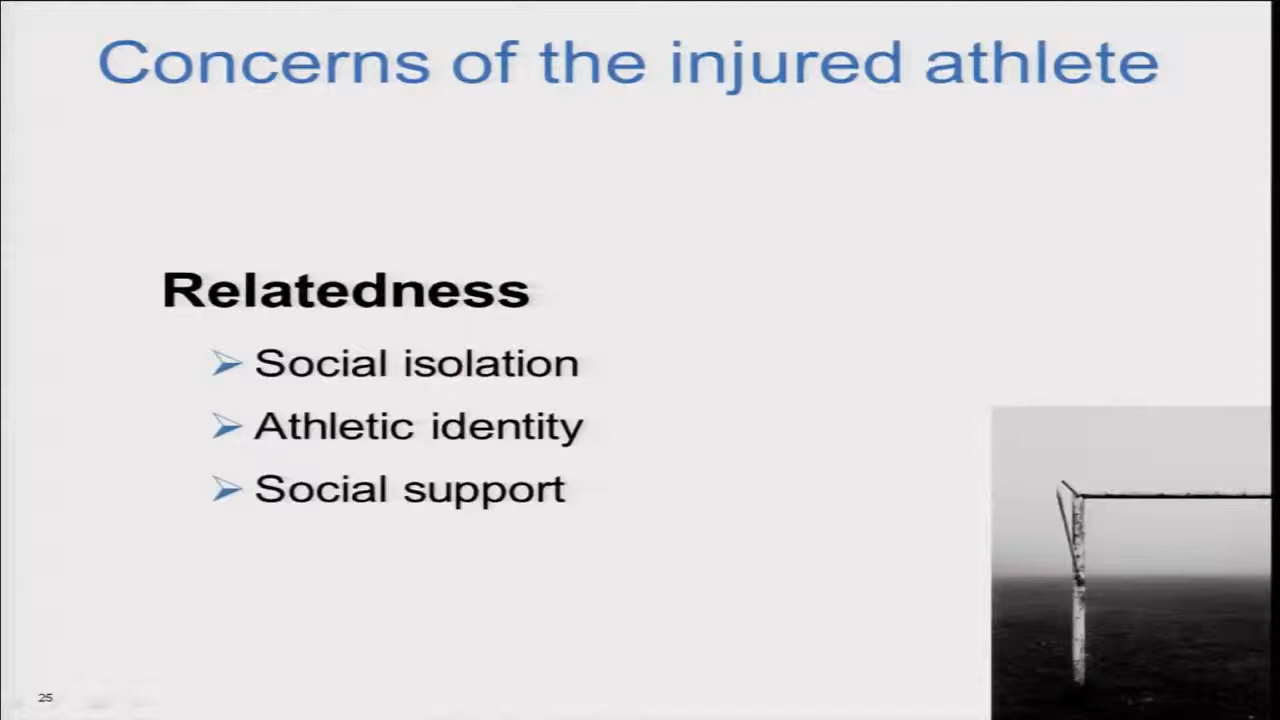 Concerns of the injured athlete
Relatedness
Social isolation
Athletic identity
Social support
25